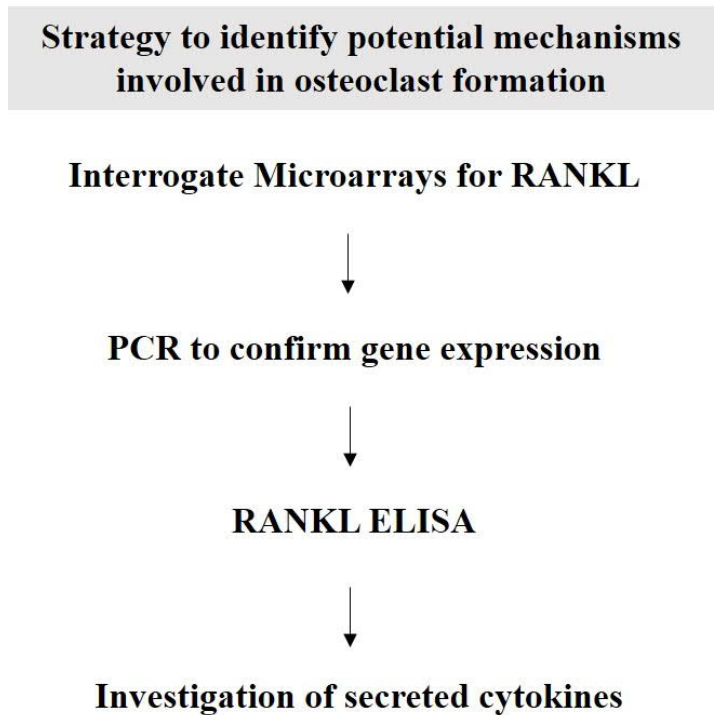 Strategy to identify potential mechanisms
involved in osteoclast formation
Interrogate Microarrays for RANKL
PCR to confirm gene expression
RANKL ELISA
Investigation of secreted cytokines